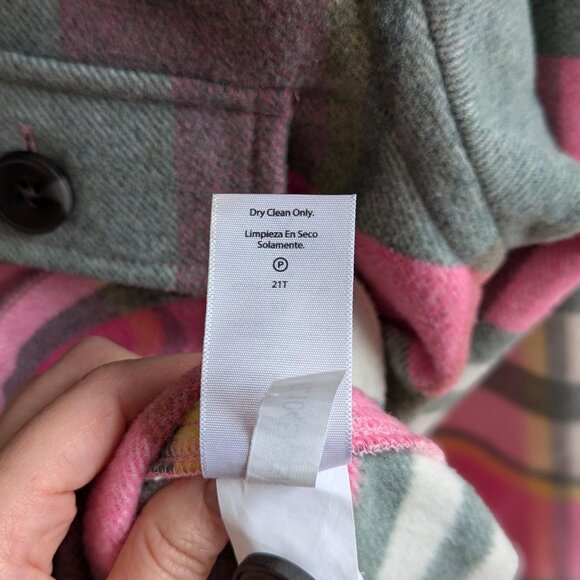 Dry Clean Only.
Limpieza En Seco
Solamente.
P
21T